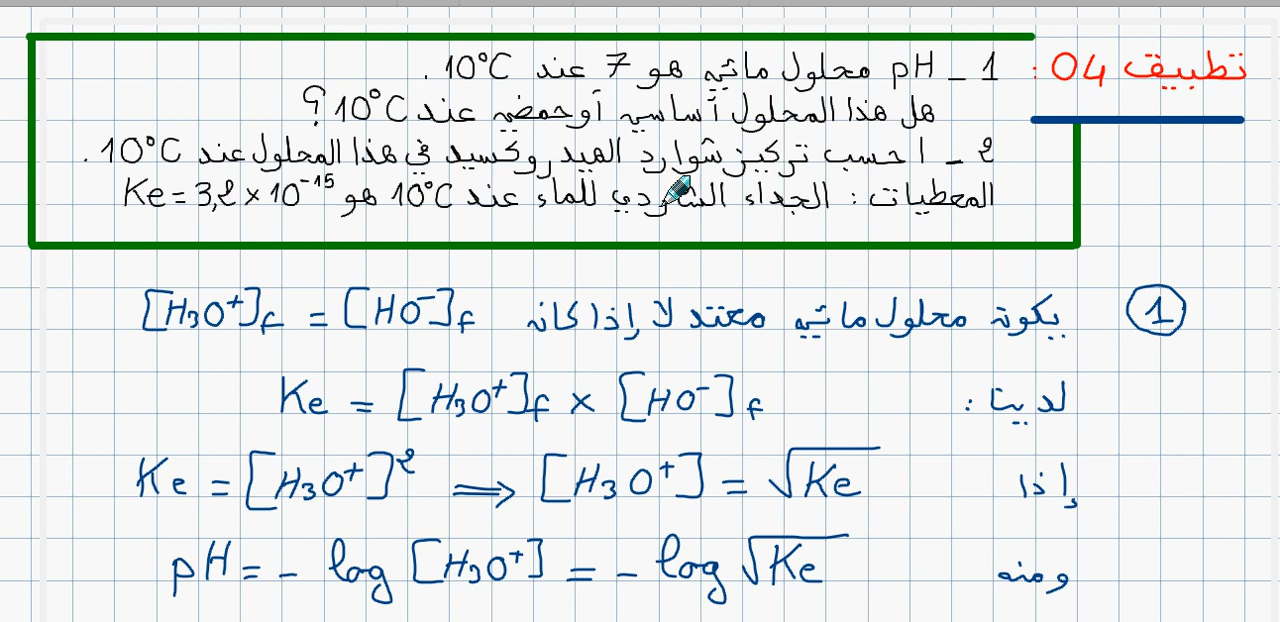 تطبيق 04 :
1 _ pH محلول مائي هو 7 عند 10°C .
هل هذا المحلول أساسي أو حمضي عند 10°C ؟
2 _ احسب تركيز شوارد الهيدروكسيد في هذا المحلول عند 10°C .
المعطيات : الجداء الشاردي للماء عند 10°C هو Ke = 3,2 × 10⁻¹⁵
1 يكون محلول مائي معتدلا إذا كان [H₃O⁺]f = [HO⁻]f
لدينا : Ke = [H₃O⁺]f × [HO⁻]f
إذا Ke = [H₃O⁺]² ⟹ [H₃O⁺] = √Ke
ومنه pH = - log [H₃O⁺] = - log √Ke